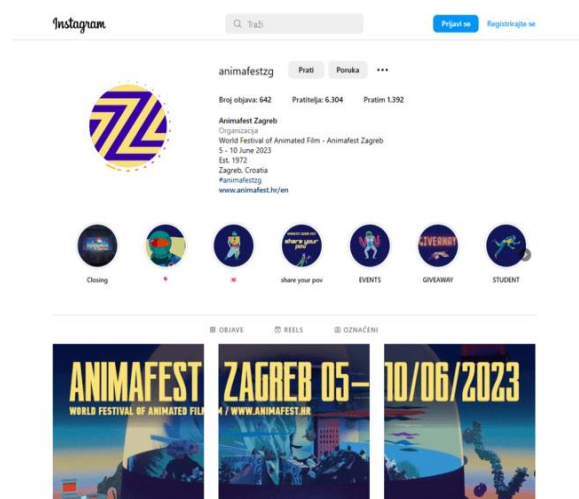 Instagram
Traži
Prijavi se
Registrirajte se
animafestzg
Prati
Poruka
Broj objava: 642 Pratitelja: 6.304 Pratim 1.392
Animafest Zagreb
Organizacija
World Festival of Animated Film - Animafest Zagreb
5 - 10 June 2023
Est. 1972
Zagreb, Croatia
#animafestzg
www.animafest.hr/en
share your
pov
GIVEAWAY
Closing
share your pov
EVENTS
GIVEAWAY
STUDENT
OBJAVE
REELS
OZNAČENI
ANIMAFEST ZAGREB 05– 10/06/2023
WORLD FESTIVAL OF ANIMATED FILM / WWW.ANIMAFEST.HR